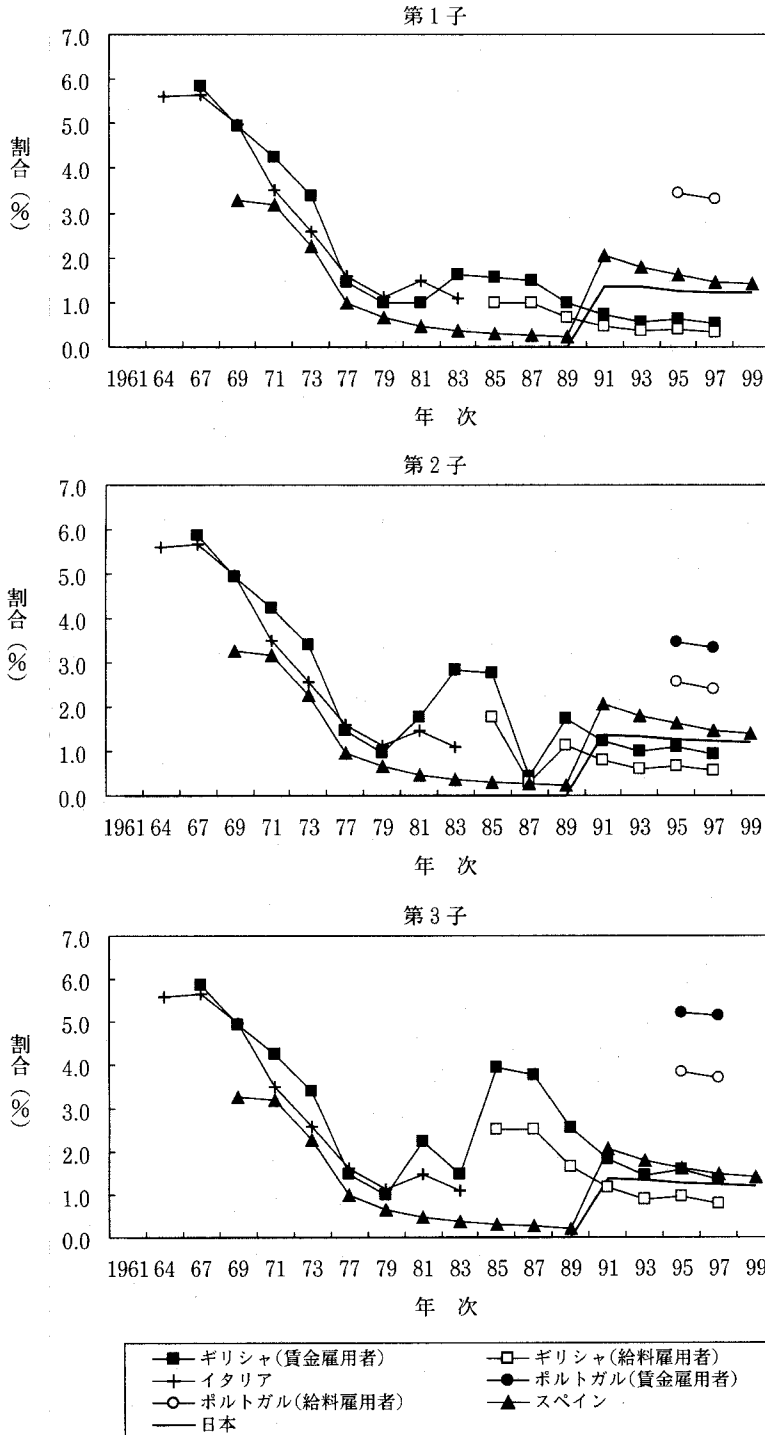 第1子
7.0
6.0
5.0
4.0
3.0
2.0
1.0
0.0
割合(%)
1961 64 67 69 71 73 77 79 81 83 85 87 89 91 93 95 97 99
年 次
第2子
7.0
6.0
5.0
4.0
3.0
2.0
1.0
0.0
割合(%)
1961 64 67 69 71 73 77 79 81 83 85 87 89 91 93 95 97 99
年 次
第3子
7.0
6.0
5.0
4.0
3.0
2.0
1.0
0.0
割合(%)
1961 64 67 69 71 73 77 79 81 83 85 87 89 91 93 95 97 99
年 次
ギリシャ(賃金雇用者) ギリシャ(給料雇用者)
イタリア ポルトガル(賃金雇用者)
ポルトガル(給料雇用者) スペイン
日本